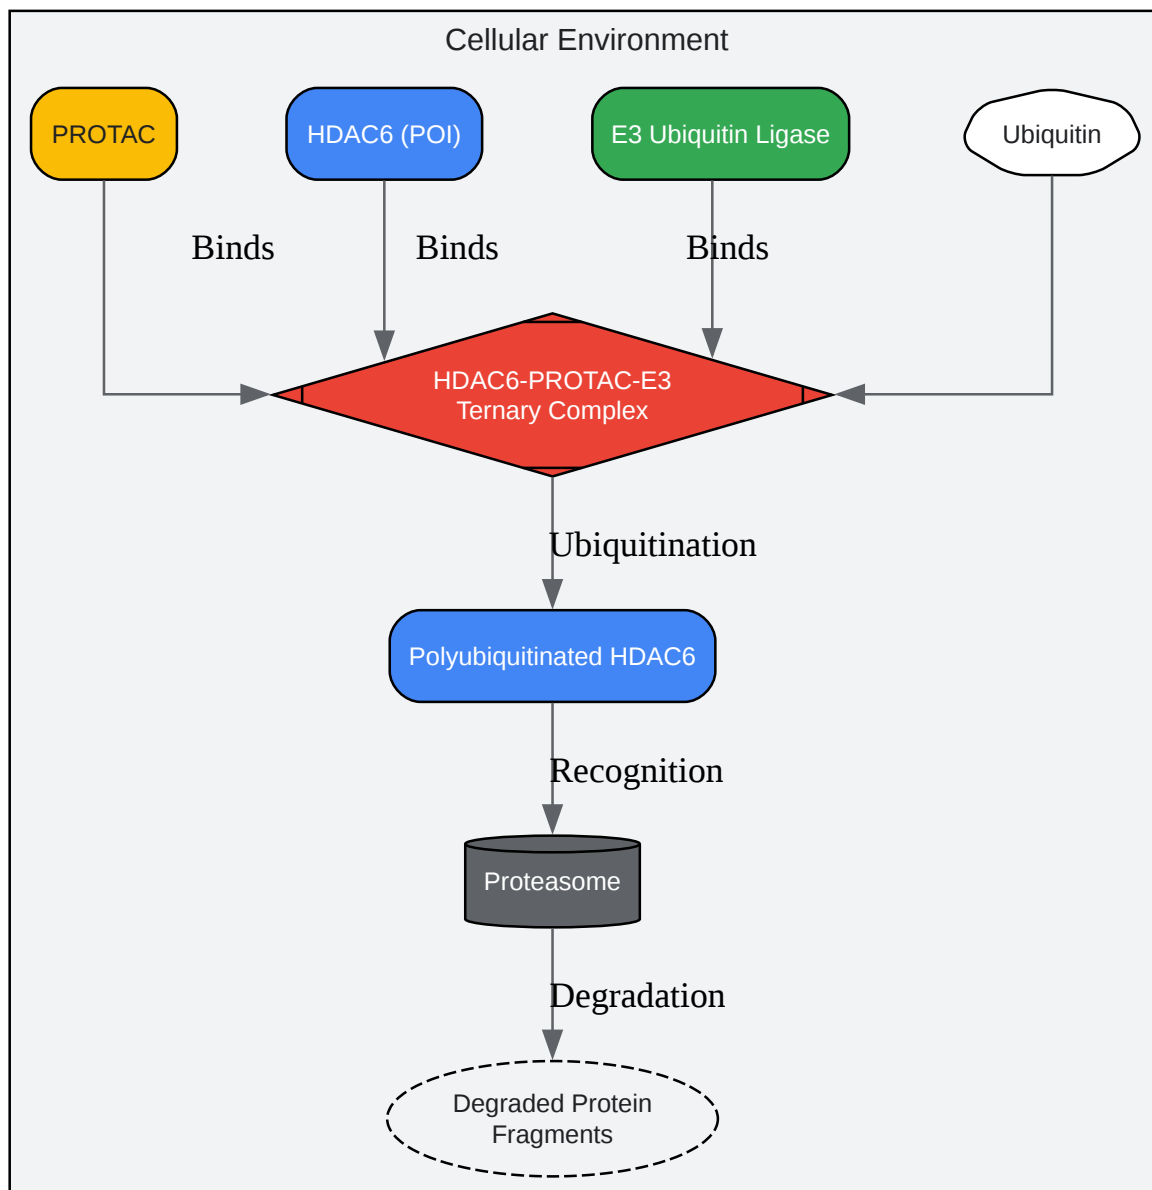 Cellular Environment
PROTAC
HDAC6 (POI)
E3 Ubiquitin Ligase
Ubiquitin
Binds
Binds
Binds
HDAC6-PROTAC-E3
Ternary Complex
Ubiquitination
Polyubiquitinated HDAC6
Recognition
Proteasome
Degradation
Degraded Protein
Fragments